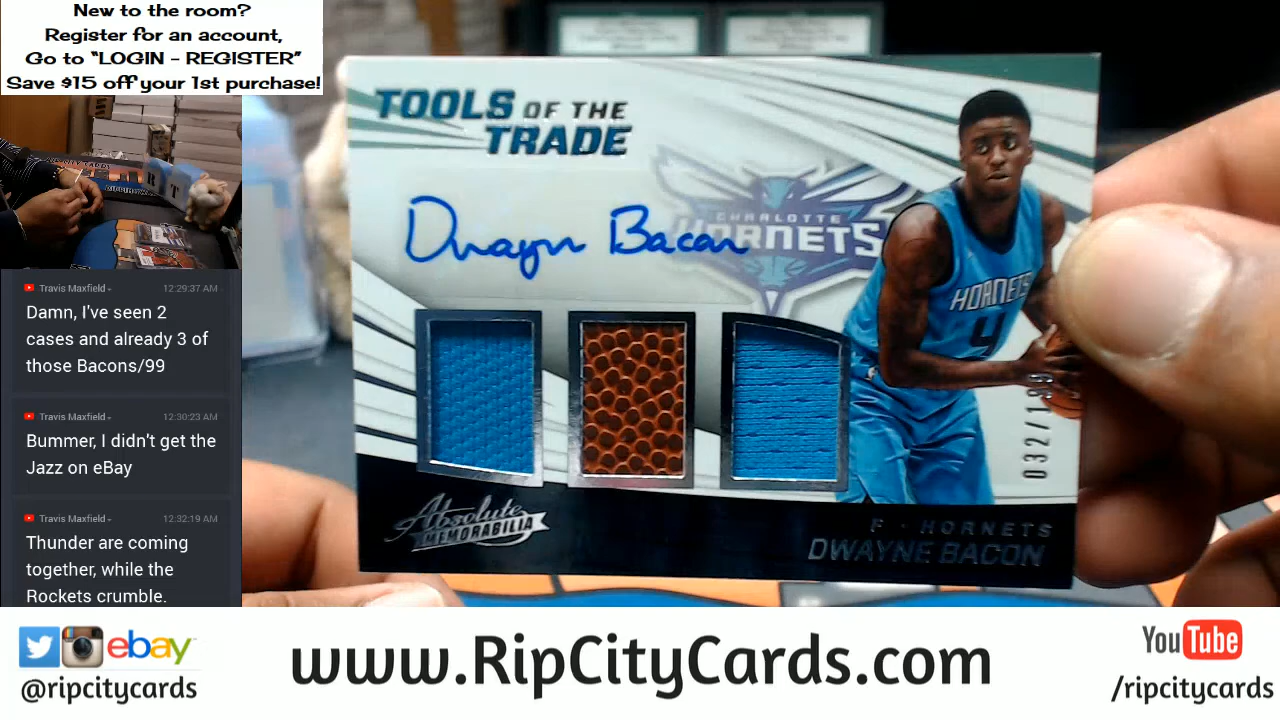 New to the room?
Register for an account,
Go to “LOGIN - REGISTER”
Save $15 off your 1st purchase!
Travis Maxfield
12:29:37 AM
Damn, I've seen 2
cases and already 3 of
those Bacons/99
Travis Maxfield
12:30:23 AM
Bummer, I didn't get the
Jazz on eBay
Travis Maxfield
12:32:19 AM
Thunder are coming
together, while the
Rockets crumble.
TOOLS OF THE
TRADE
Dwayn Bacon
CHARLOTTE
HORNETS
HORNETS
4
032/1
Absolute
MEMORABILIA
F · HORNETS
DWAYNE BACON
ebay
@ripcitycards
www.RipCityCards.com
YouTube
/ripcitycards